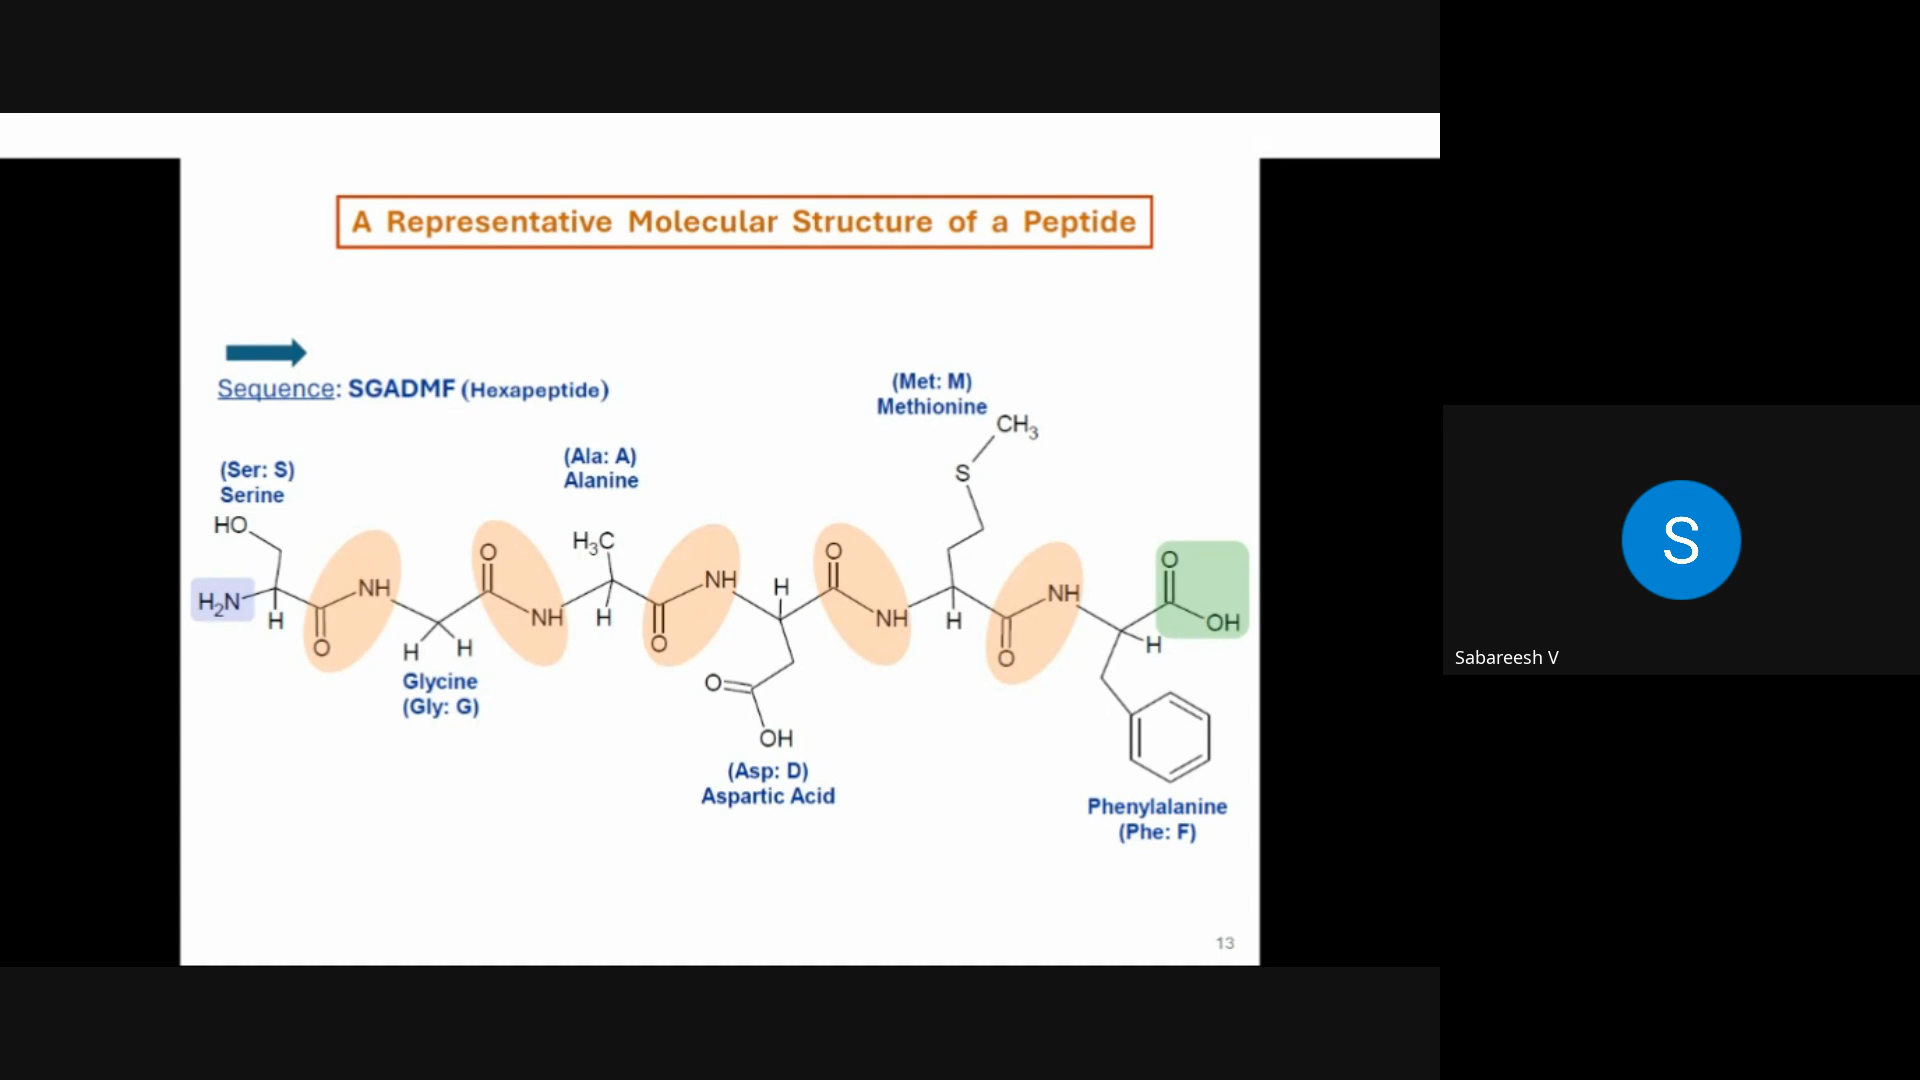 A Representative Molecular Structure of a Peptide
Sequence: SGADMF (Hexapeptide)
(Met: M)
Methionine
CH3
S
(Ala: A)
Alanine
(Ser: S)
Serine
HO
H3C
O
O
O
NH
NH
H
NH
H2N
H
O
NH
H
O
H
NH
H
O
OH
H
H
H
O
Glycine
(Gly: G)
O
OH
(Asp: D)
Aspartic Acid
Phenylalanine
(Phe: F)
13
S
Sabareesh V